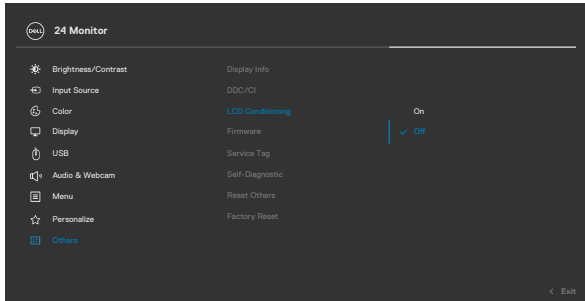 DELL 24 Monitor
Brightness/Contrast
Input Source
Color
Display
USB
Audio & Webcam
Menu
Personalize
Others
Display Info
DDC/CI
LCD Conditioning
Firmware
Service Tag
Self-Diagnostic
Reset Others
Factory Reset
On
Off
Exit